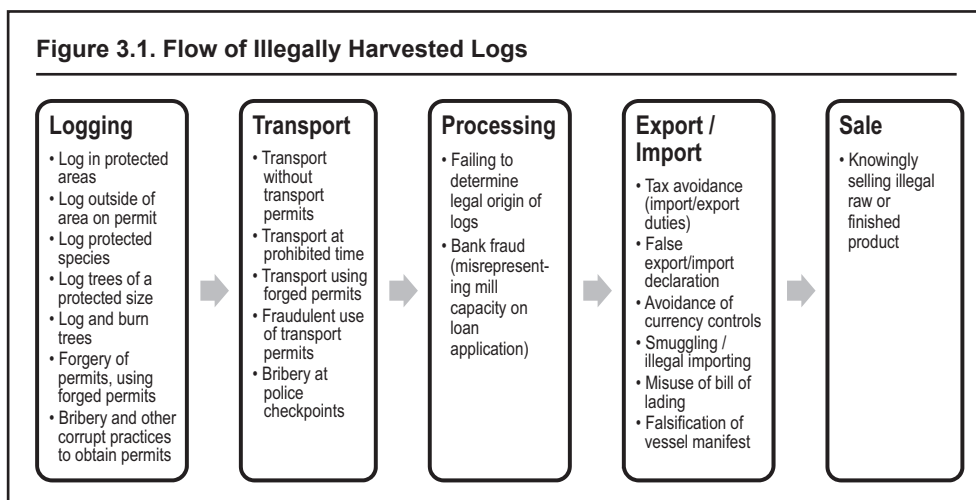 Figure 3.1. Flow of Illegally Harvested Logs
Logging
• Log in protected
areas
• Log outside of
area on permit
• Log protected
species
• Log trees of a
protected size
• Log and burn
trees
• Forgery of
permits, using
forged permits
• Bribery and other
corrupt practices
to obtain permits
Transport
• Transport
without
transport
permits
• Transport at
prohibited time
• Transport using
forged permits
• Fraudulent use
of transport
permits
• Bribery at
police
checkpoints
Processing
• Failing to
determine
legal origin of
logs
• Bank fraud
(misrepresent-
ing mill
capacity on
loan
application)
Export /
Import
• Tax avoidance
(import/export
duties)
• False
export/import
declaration
• Avoidance of
currency controls
• Smuggling /
illegal importing
• Misuse of bill of
lading
• Falsification of
vessel manifest
Sale
• Knowingly
selling illegal
raw or
finished
product